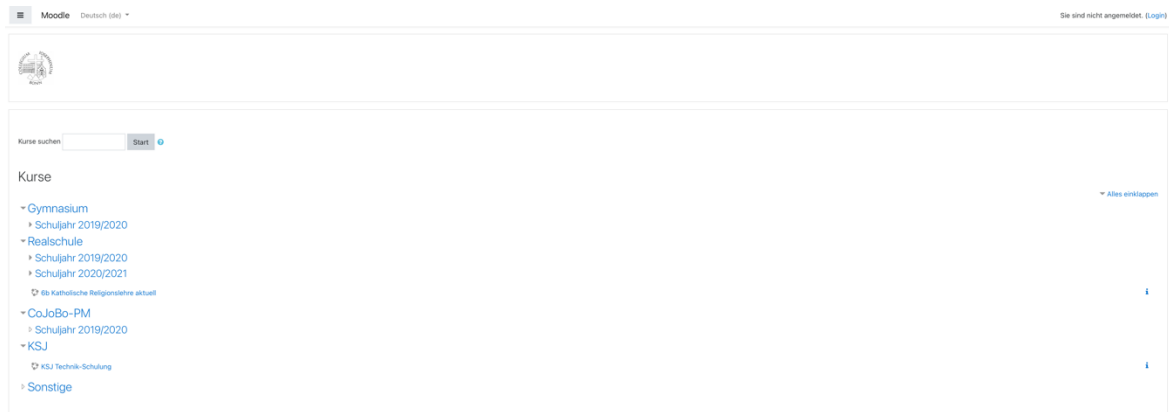 Moodle Deutsch (de)
Sie sind nicht angemeldet. (Login)
Kurse suchen Start
Kurse
Alles einklappen
Gymnasium
Schuljahr 2019/2020
Realschule
Schuljahr 2019/2020
Schuljahr 2020/2021
6b Katholische Religionslehre aktuell
CoJoBo-PM
Schuljahr 2019/2020
KSJ
KSJ Technik-Schulung
Sonstige